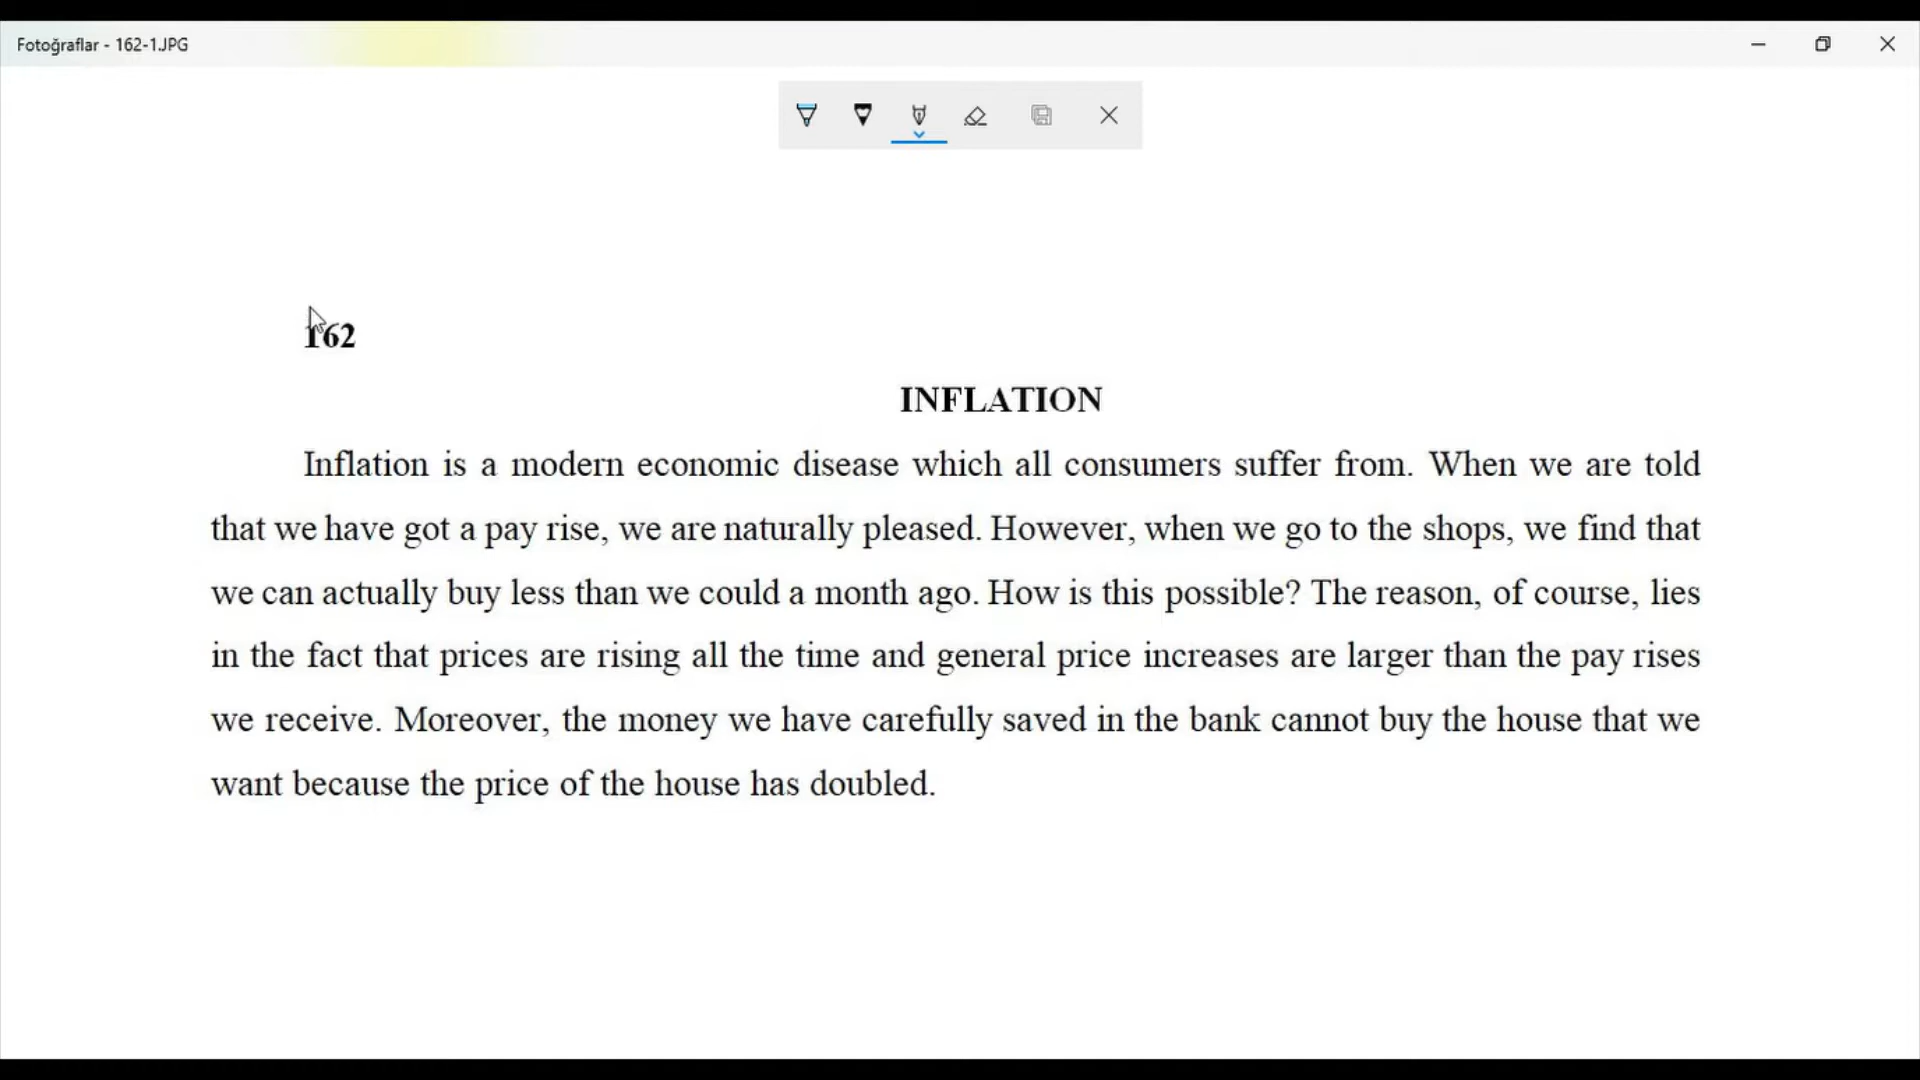 Fotoğraflar - 162-1.JPG
162
INFLATION
Inflation is a modern economic disease which all consumers suffer from. When we are told
that we have got a pay rise, we are naturally pleased. However, when we go to the shops, we find that
we can actually buy less than we could a month ago. How is this possible? The reason, of course, lies
in the fact that prices are rising all the time and general price increases are larger than the pay rises
we receive. Moreover, the money we have carefully saved in the bank cannot buy the house that we
want because the price of the house has doubled.